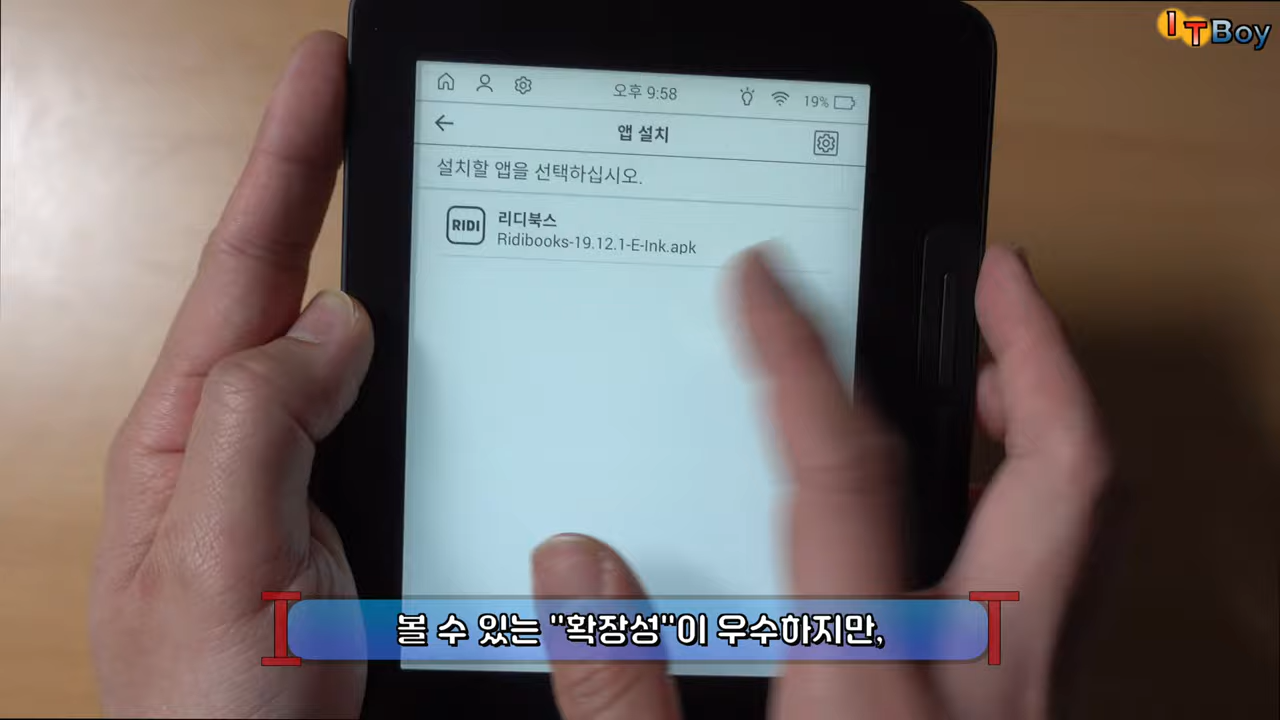 ITBoy
오후 9:58
19%
앱 설치
설치할 앱을 선택하십시오.
RIDI
리디북스
Ridibooks-19.12.1-E-Ink.apk
볼 수 있는 "확장성"이 우수하지만,